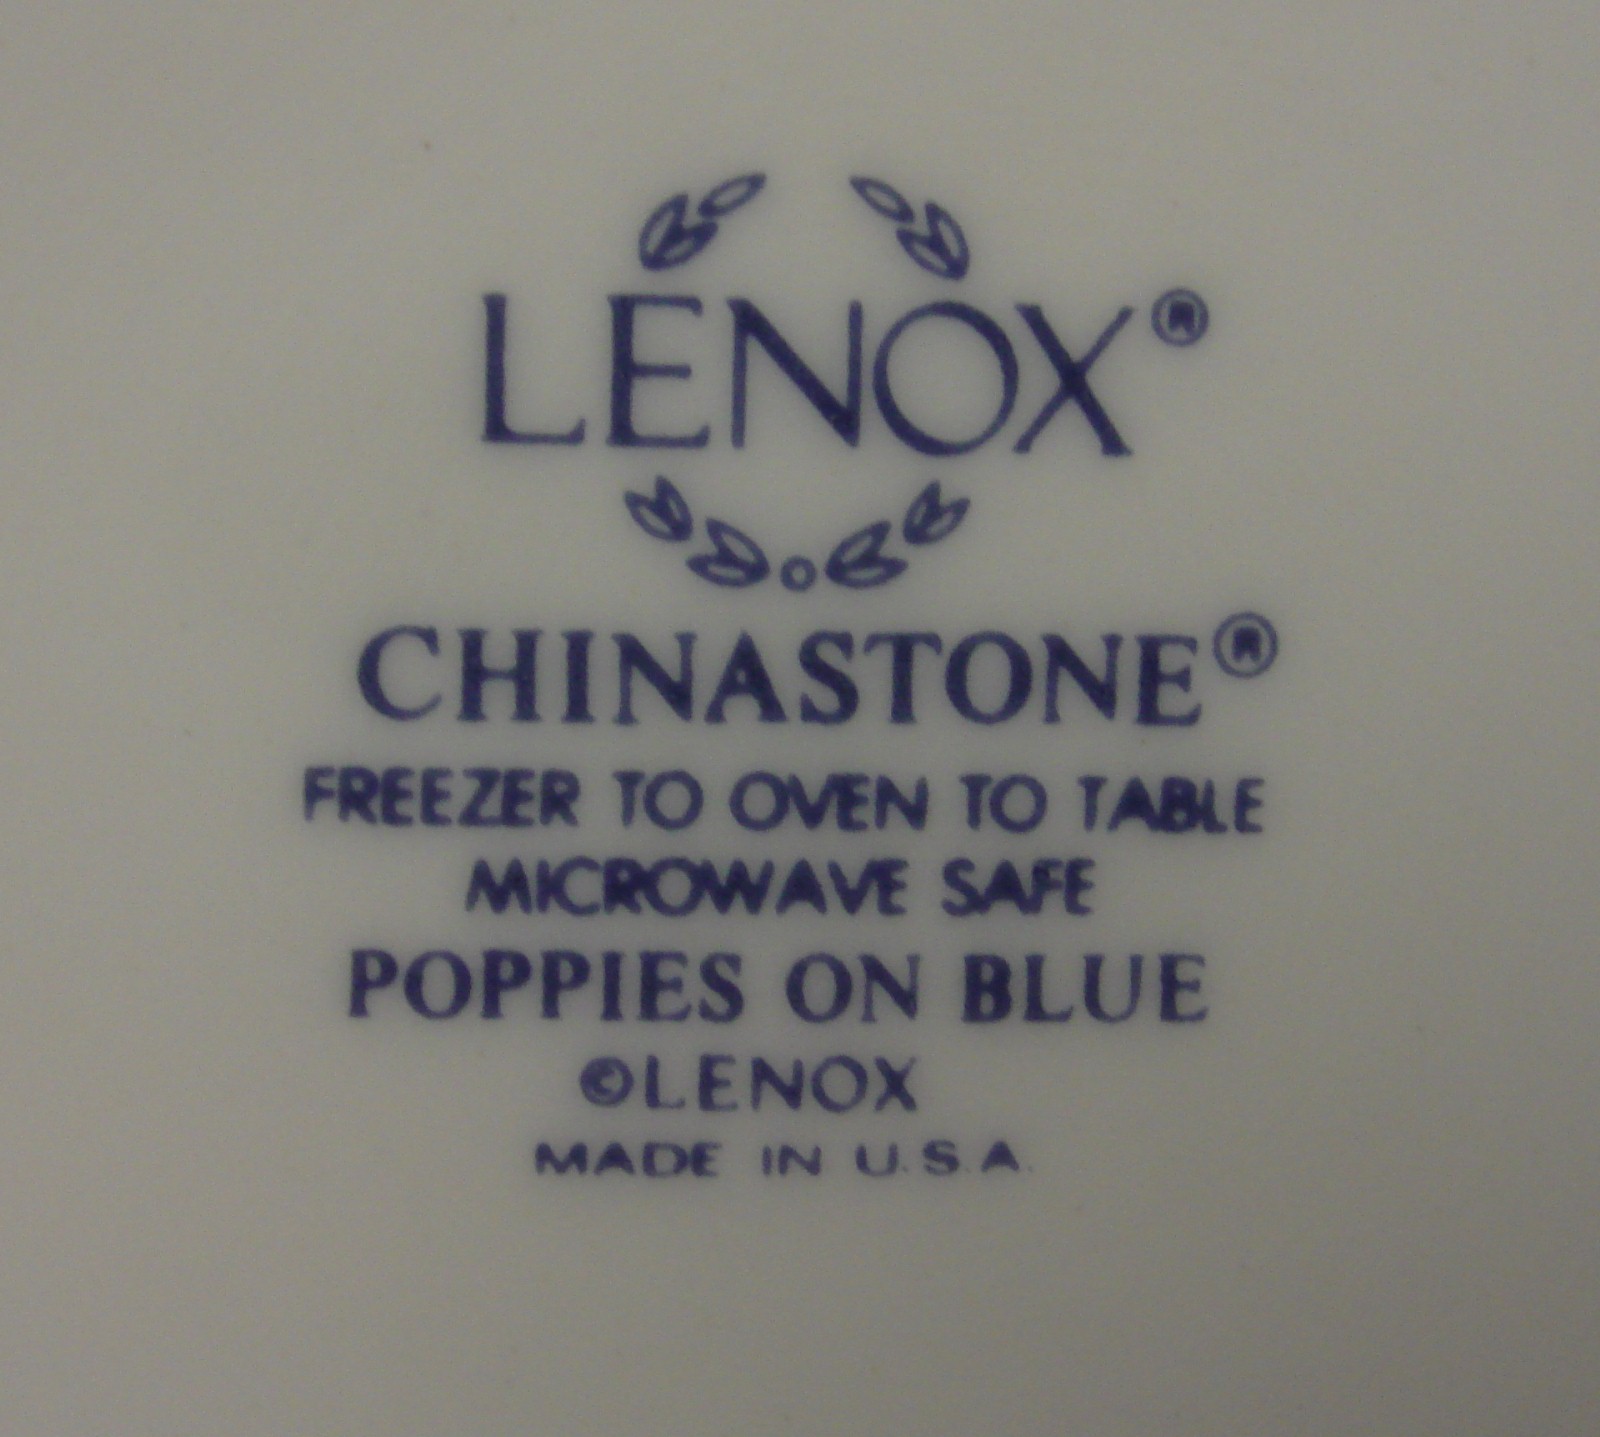 LENOX®
CHINASTONE®
FREEZER TO OVEN TO TABLE
MICROWAVE SAFE
POPPIES ON BLUE
©LENOX
MADE IN U.S.A.